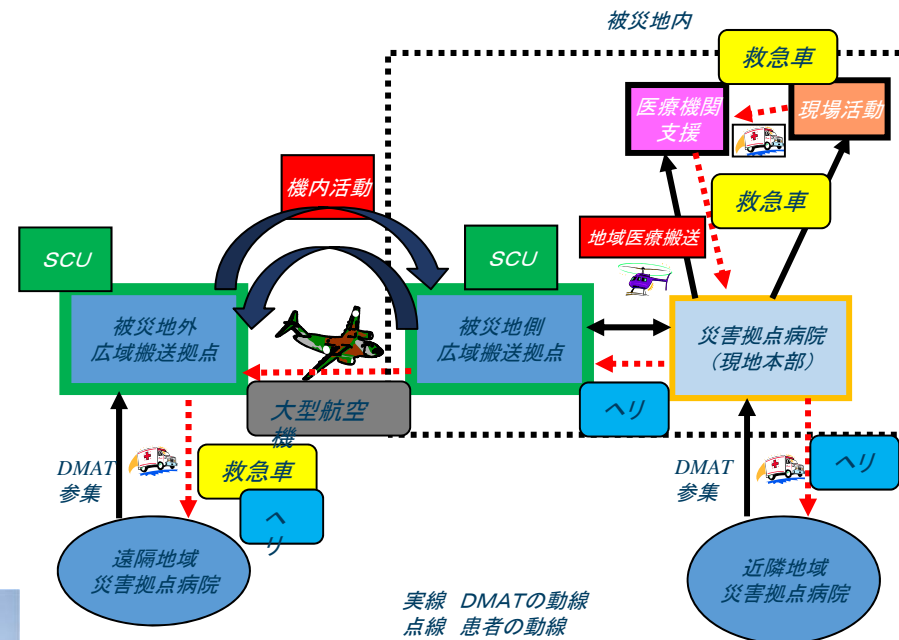 被災地内
救急車
医療機関
支援
現場活動
機内活動
救急車
地域医療搬送
SCU
SCU
被災地外
広域搬送拠点
被災地側
広域搬送拠点
災害拠点病院
（現地本部）
大型航空
機
ヘリ
DMAT
参集
救急車
ヘ
リ
DMAT
参集
ヘリ
遠隔地域
災害拠点病院
近隣地域
災害拠点病院
実線 DMATの動線
点線 患者の動線